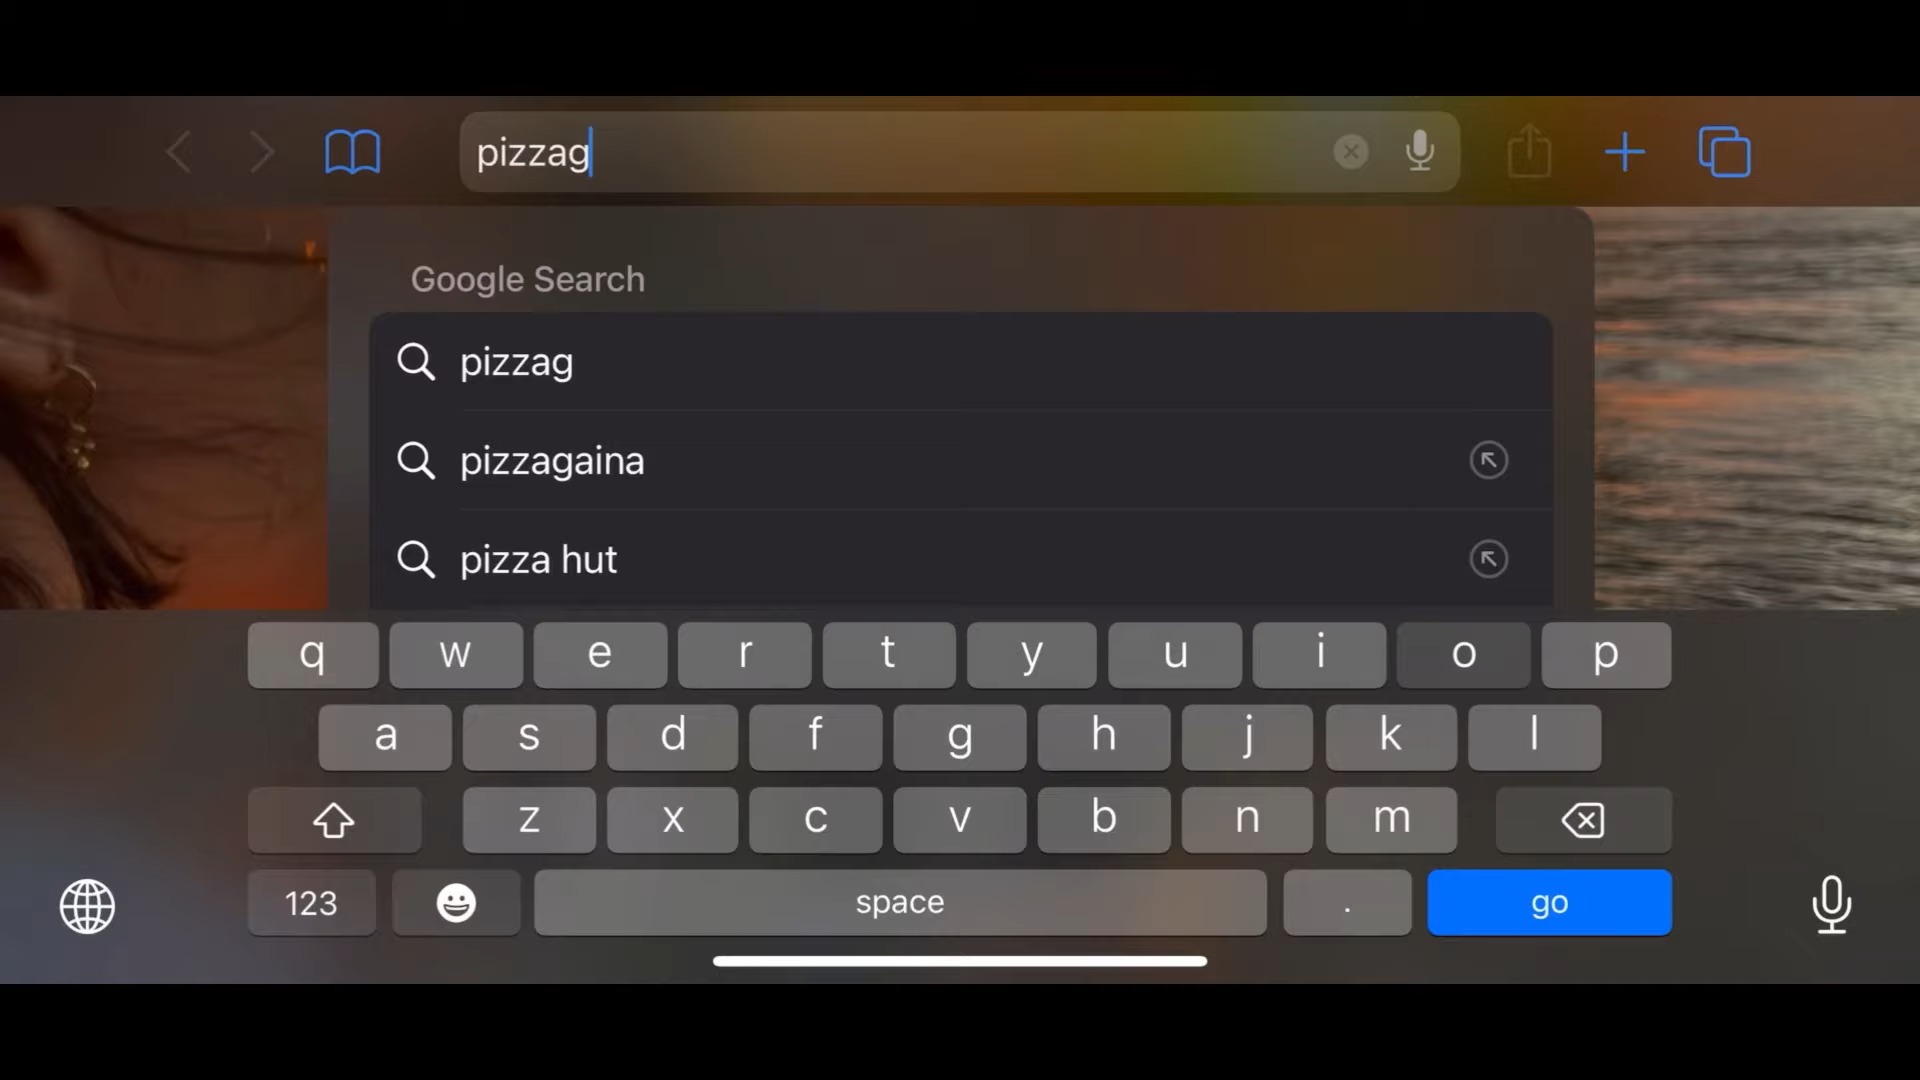 pizzag
Google Search
pizzag
pizzagaina
pizza hut
q w e r t y u i o p
a s d f g h j k l
z x c v b n m
123 space . go